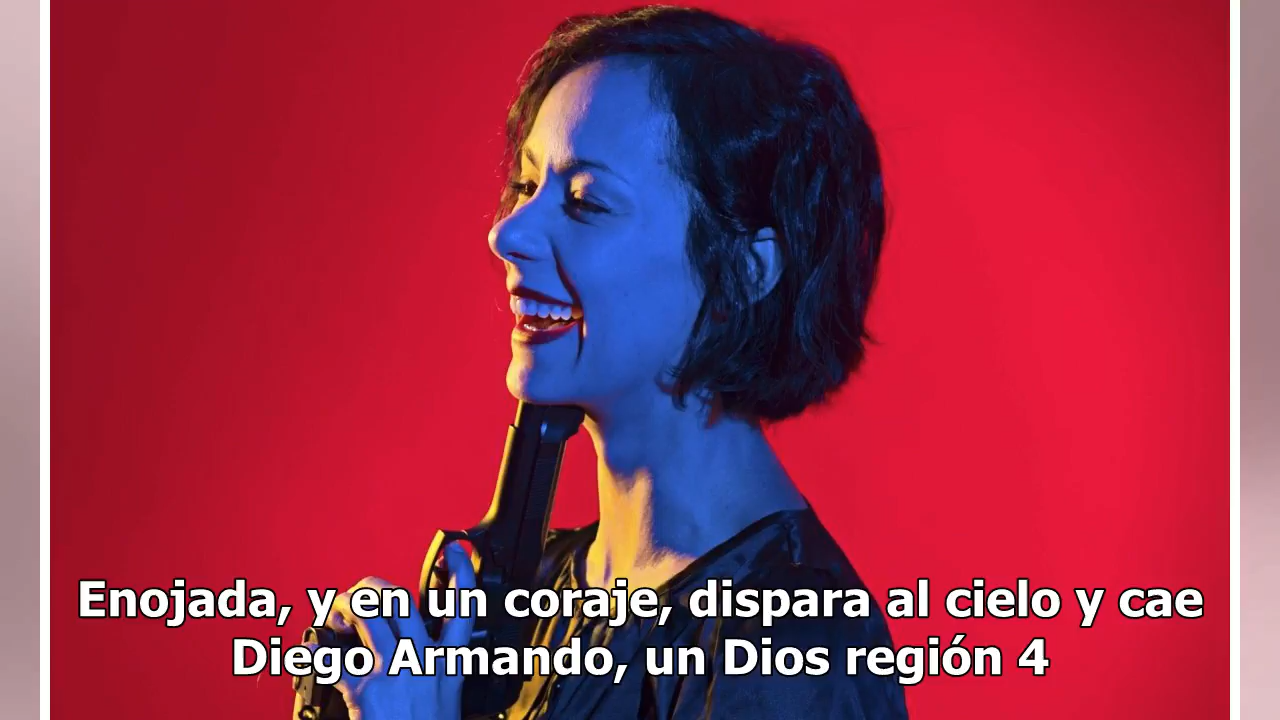 Enojada, y en un coraje, dispara al cielo y cae
Diego Armando, un Dios región 4